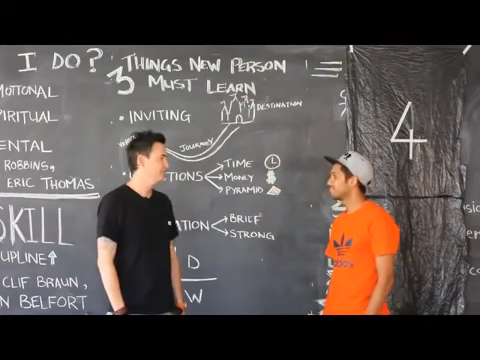 I DO?
3 THINGS NEW PERSON
MUST LEARN
OTIONAL
PIRITUAL
ENTAL
ROBBINS,
ERIC THOMAS
SKILL
UPLINE
CLIF BRAUN,
N BELFORT
• INVITING
JOURNEY
DESTINATION
TIONS
TIME
MONEY
PYRAMID
ATION
BRIEF
STRONG
D
W
4
adidas